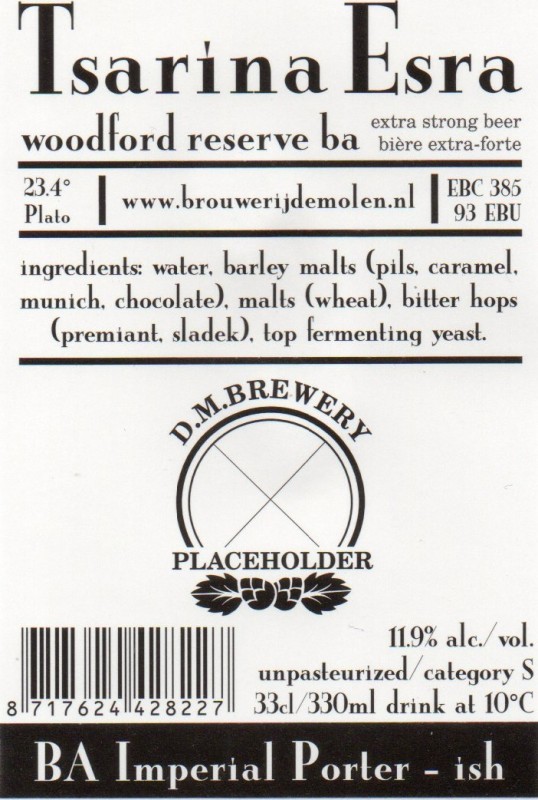 Tsarina Esra
woodford reserve ba
extra strong beer
bière extra-forte
23.4°
Plato
www.brouwerijdemolen.nl
EBC 385
93 EBU
ingredients: water, barley malts (pils, caramel,
munich, chocolate), malts (wheat), bitter hops
(premiant, sladek), top fermenting yeast.
D.M.BREWERY
PLACEHOLDER
11.9% alc./vol.
unpasteurized/category S
33cl/330ml drink at 10°C
8 717624 428227
BA Imperial Porter - ish